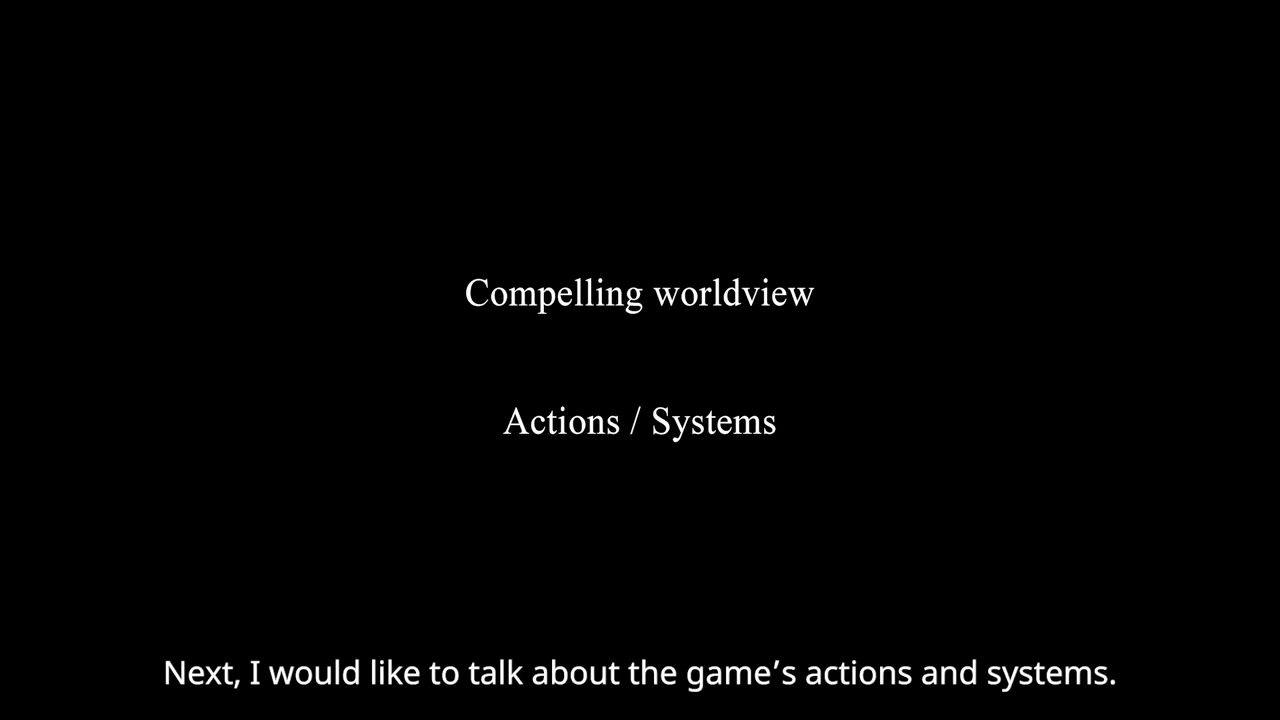 Compelling worldview
Actions / Systems
Next, I would like to talk about the game’s actions and systems.